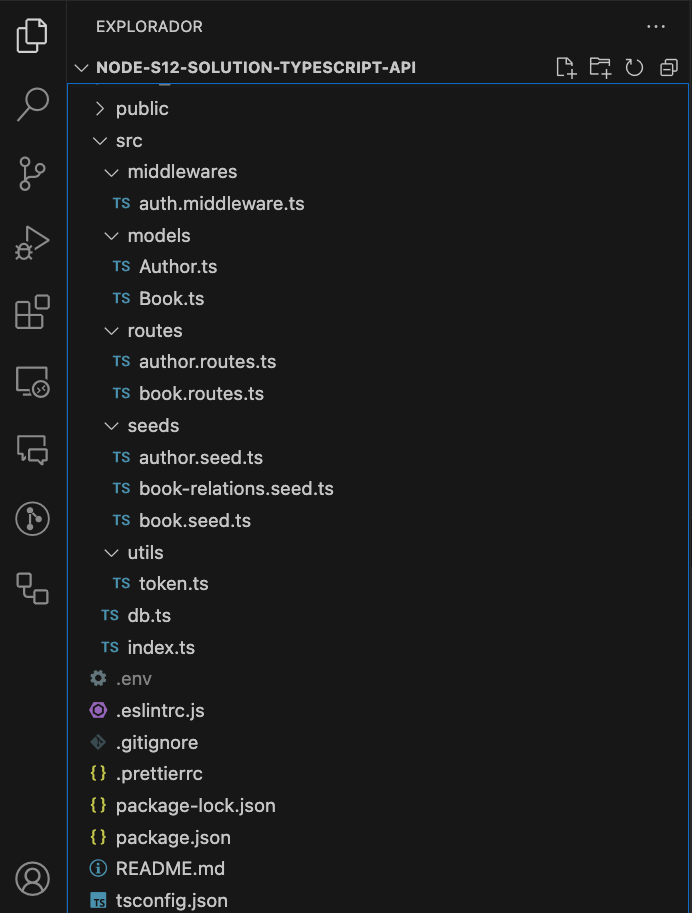 EXPLORADOR
NODE-S12-SOLUTION-TYPESCRIPT-API
public
src
middlewares
TS auth.middleware.ts
models
TS Author.ts
TS Book.ts
routes
TS author.routes.ts
TS book.routes.ts
seeds
TS author.seed.ts
TS book-relations.seed.ts
TS book.seed.ts
utils
TS token.ts
TS db.ts
TS index.ts
.env
.eslintrc.js
.gitignore
{} .prettierrc
{} package-lock.json
{} package.json
README.md
TS tsconfig.json